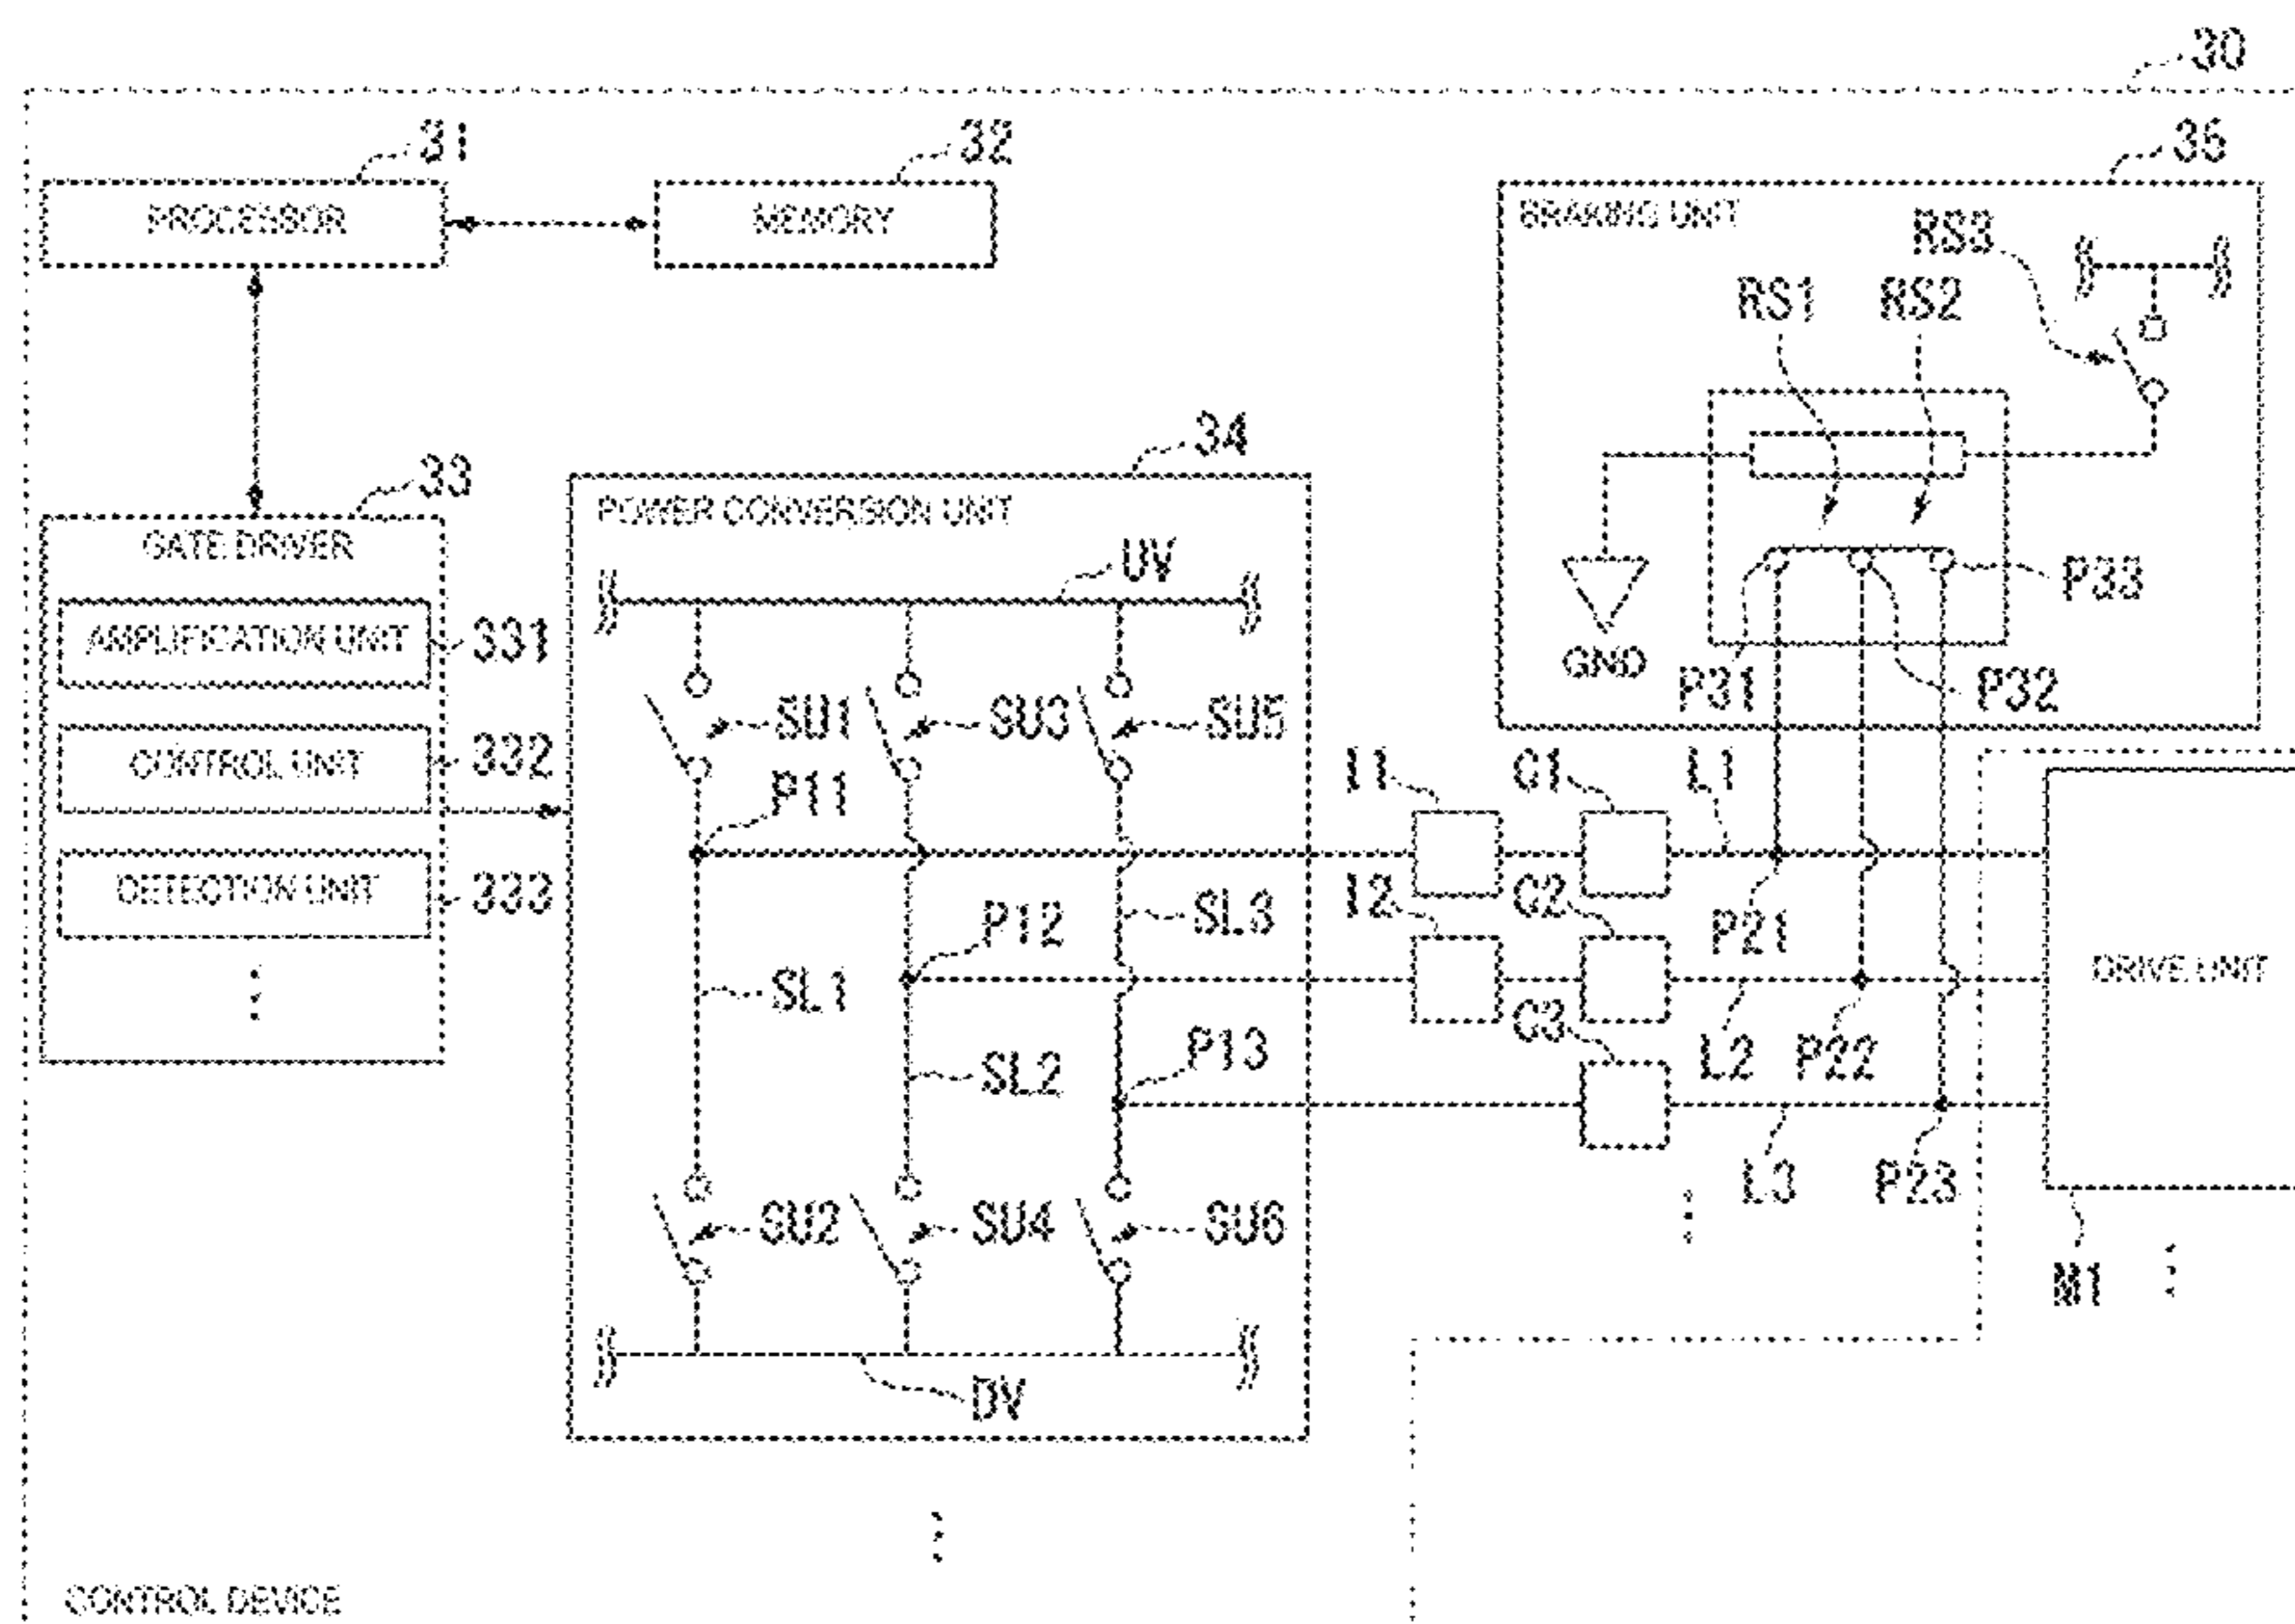 30
31
32
35
PROCESSOR
MEMORY
BRAKING UNIT
RS3
RS1
RS2
33
34
GATE DRIVER
POWER CONVERSION UNIT
UV
P33
AMPLIFICATION UNIT
331
GND
P31
P32
SU1
SU3
SU5
CONTROL UNIT
332
P11
I1
C1
L1
DETECTION UNIT
333
I2
C2
P12
SL3
P21
DRIVE UNIT
SL1
C3
P13
SL2
L2
P22
L3
P23
SU2
SU4
SU6
M1
DV
CONTROL DEVICE